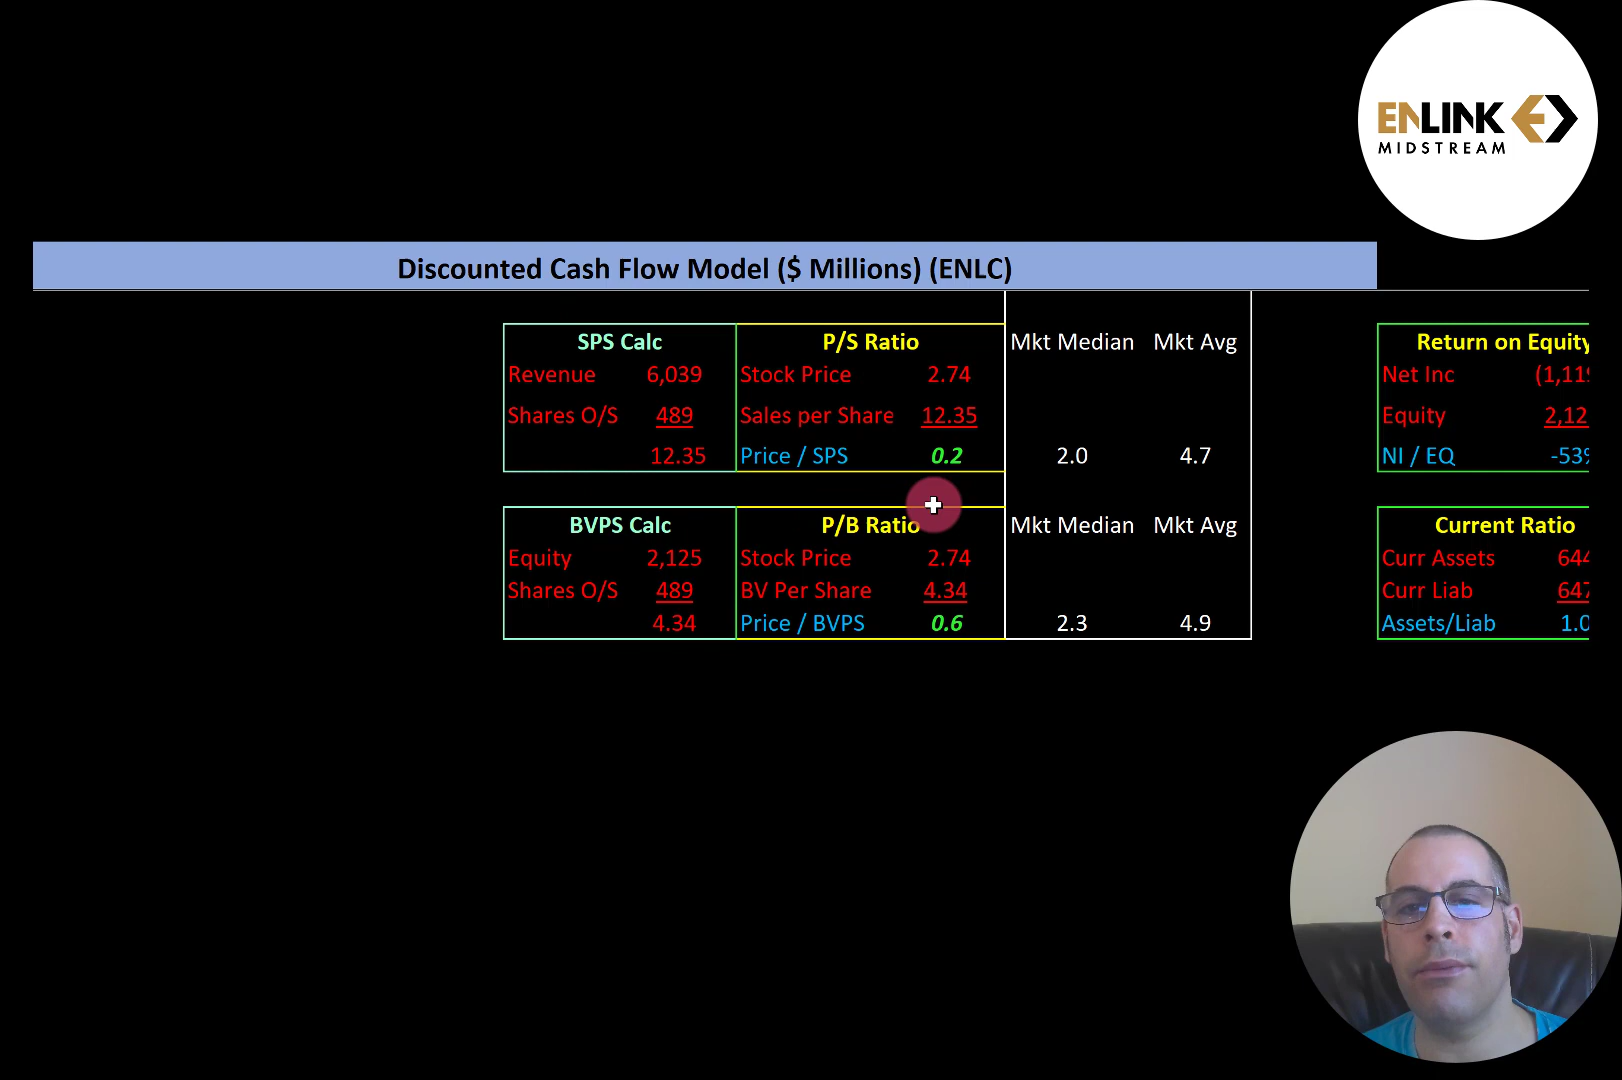 ENLINK
MIDSTREAM
Discounted Cash Flow Model ($ Millions) (ENLC)
SPS Calc P/S Ratio Mkt Median Mkt Avg Return on Equity
Revenue 6,039 Stock Price 2.74 Net Inc
Shares O/S 489 Sales per Share 12.35 Equity
12.35 Price / SPS 0.2 2.0 4.7 NI / EQ
BVPS Calc P/B Ratio Mkt Median Mkt Avg Current Ratio
Equity 2,125 Stock Price 2.74 Curr Assets
Shares O/S 489 BV Per Share 4.34 Curr Liab
4.34 Price / BVPS 0.6 2.3 4.9 Assets/Liab